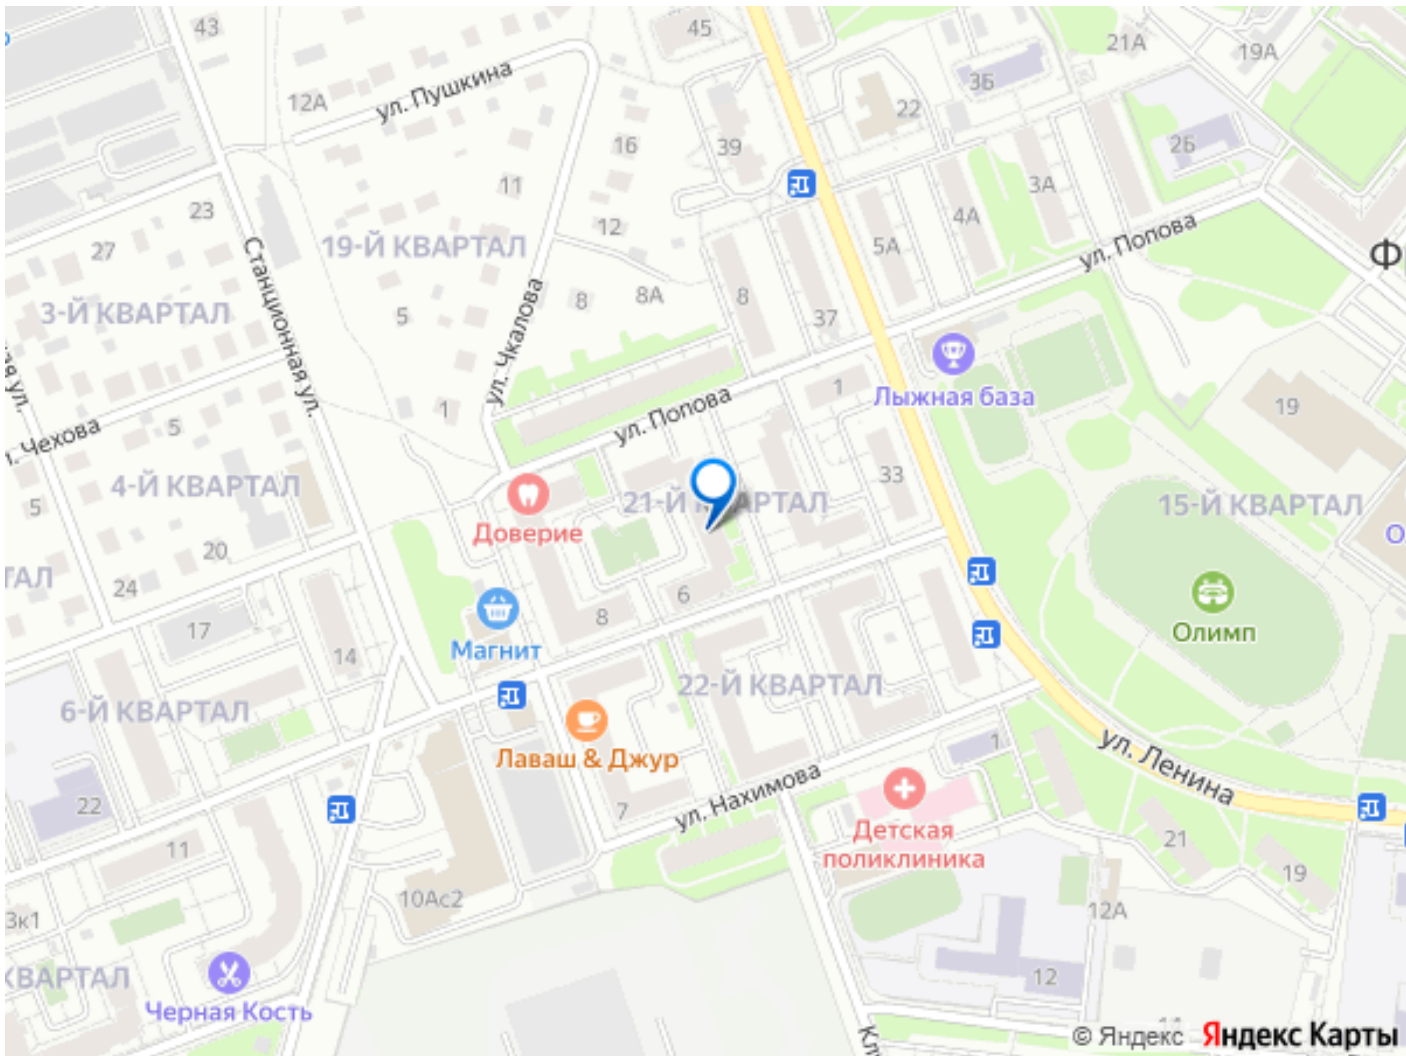 43
45
21А
19А
ул. Пушкина
12А
3Б
22
16
39
2Б
11
3А
23
12
4А
Станционная ул.
19-Й КВАРТАЛ
27
5А
ул. Попова
8
8А
8
37
3-Й КВАРТАЛ
5
ул. Чкалова
Лыжная база
1
1
ул. Попова
19
Чехова
5
4-Й КВАРТАЛ
33
21-Й КВАРТАЛ
15-Й КВАРТАЛ
5
Доверие
20
24
6
8
Олимп
17
Магнит
14
22-Й КВАРТАЛ
6-Й КВАРТАЛ
Лаваш & Джур
1
ул. Ленина
ул. Нахимова
22
7
Детская
поликлиника
21
11
19
10Ас2
12А
3к1
12
КВАРТАЛ
Черная Кость
© Яндекс Яндекс Карты